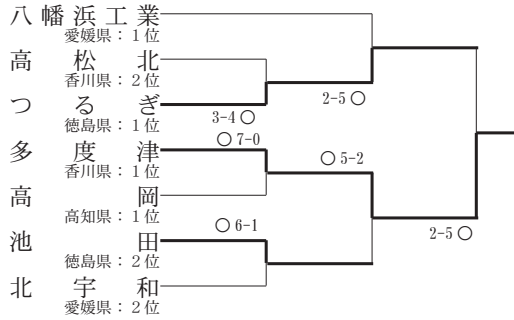 八幡浜工業
愛媛県：1位
高松北
香川県：2位
つるぎ
徳島県：1位
多度津
香川県：1位
高岡
高知県：1位
池田
徳島県：2位
北宇和
愛媛県：2位
3-4 ○
○ 7-0
○ 6-1
2-5 ○
○ 5-2
2-5 ○